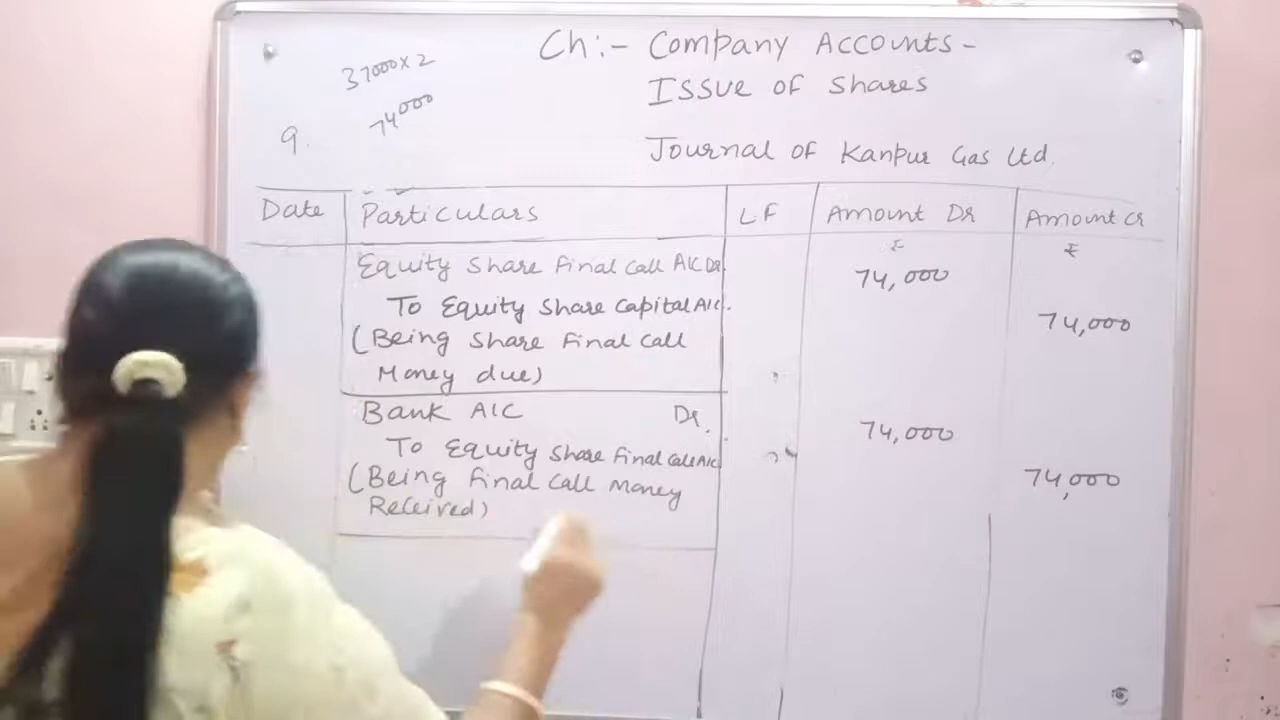 Ch:- Company Accounts-
Issue of Shares
37000x2
74000
9.
Journal of Kanpur Gas Ltd.
Date Particulars LF Amount Dr Amount Cr
₹ ₹
Equity Share Final Call A/C Dr. 74,000
To Equity Share Capital A/C. 74,000
(Being Share Final Call
Money due)
Bank A/C Dr. 74,000
To Equity Share Final Call A/C 74,000
(Being Final Call Money
Received)